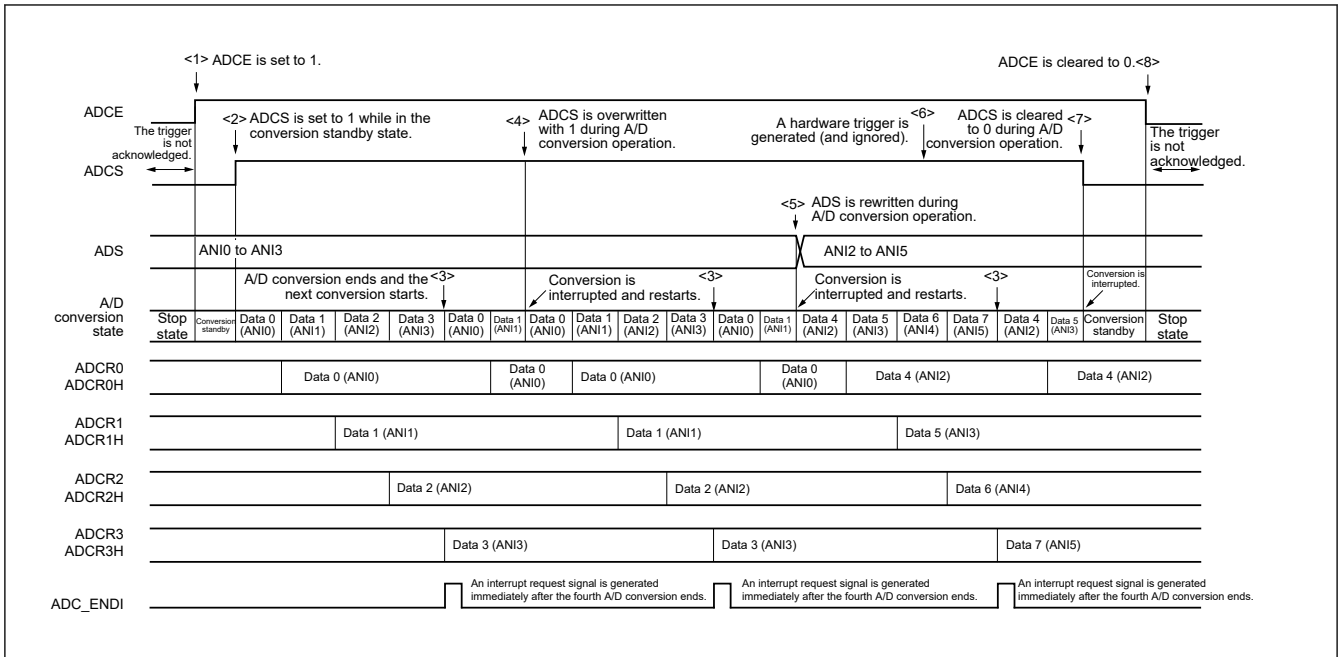 <1> ADCE is set to 1.
ADCE is cleared to 0.<8>
ADCE
The trigger
is not
acknowledged.
<2> ADCS is set to 1 while in the
conversion standby state.
<4> ADCS is overwritten
with 1 during A/D
conversion operation.
A hardware trigger is
generated (and ignored).
<6>
ADCS is cleared
to 0 during A/D
conversion operation.
<7>
The trigger
is not
acknowledged.
ADCS
<5> ADS is rewritten during
A/D conversion operation.
ADS
ANI0 to ANI3
ANI2 to ANI5
A/D conversion ends and the
next conversion starts.
<3>
Conversion is
interrupted and restarts.
<3>
Conversion is
interrupted and restarts.
<3>
Conversion is
interrupted.
A/D
conversion
state
Stop
state
Conversion
standby
Data 0
(ANI0)
Data 1
(ANI1)
Data 2
(ANI2)
Data 3
(ANI3)
Data 0
(ANI0)
Data 1
(ANI1)
Data 0
(ANI0)
Data 1
(ANI1)
Data 2
(ANI2)
Data 3
(ANI3)
Data 0
(ANI0)
Data 1
(ANI1)
Data 4
(ANI2)
Data 5
(ANI3)
Data 6
(ANI4)
Data 7
(ANI5)
Data 4
(ANI2)
Data 5
(ANI3)
Conversion
standby
Stop
state
ADCR0
ADCR0H
Data 0 (ANI0)
Data 0
(ANI0)
Data 0 (ANI0)
Data 0
(ANI0)
Data 4 (ANI2)
Data 4 (ANI2)
ADCR1
ADCR1H
Data 1 (ANI1)
Data 1 (ANI1)
Data 5 (ANI3)
ADCR2
ADCR2H
Data 2 (ANI2)
Data 2 (ANI2)
Data 6 (ANI4)
ADCR3
ADCR3H
Data 3 (ANI3)
Data 3 (ANI3)
Data 7 (ANI5)
ADC_ENDI
An interrupt request signal is generated
immediately after the fourth A/D conversion ends.
An interrupt request signal is generated
immediately after the fourth A/D conversion ends.
An interrupt request signal is generated
immediately after the fourth A/D conversion ends.